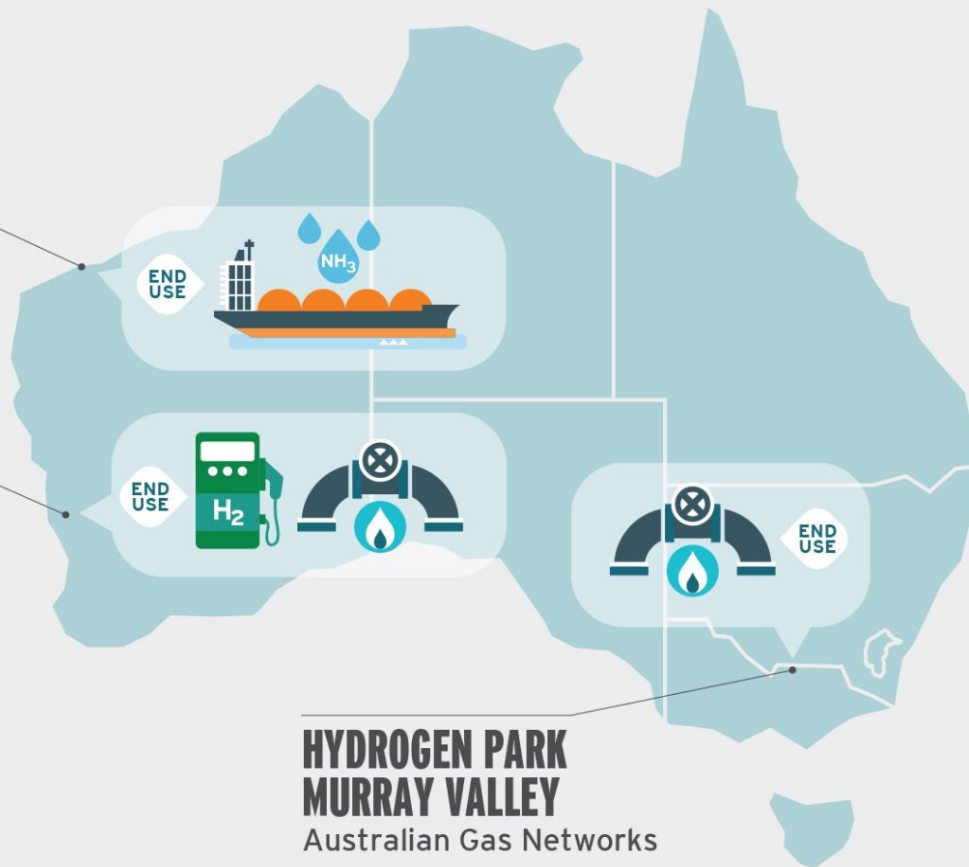 END
USE
NH₃
END
USE
H₂
END
USE
HYDROGEN PARK
MURRAY VALLEY
Australian Gas Networks